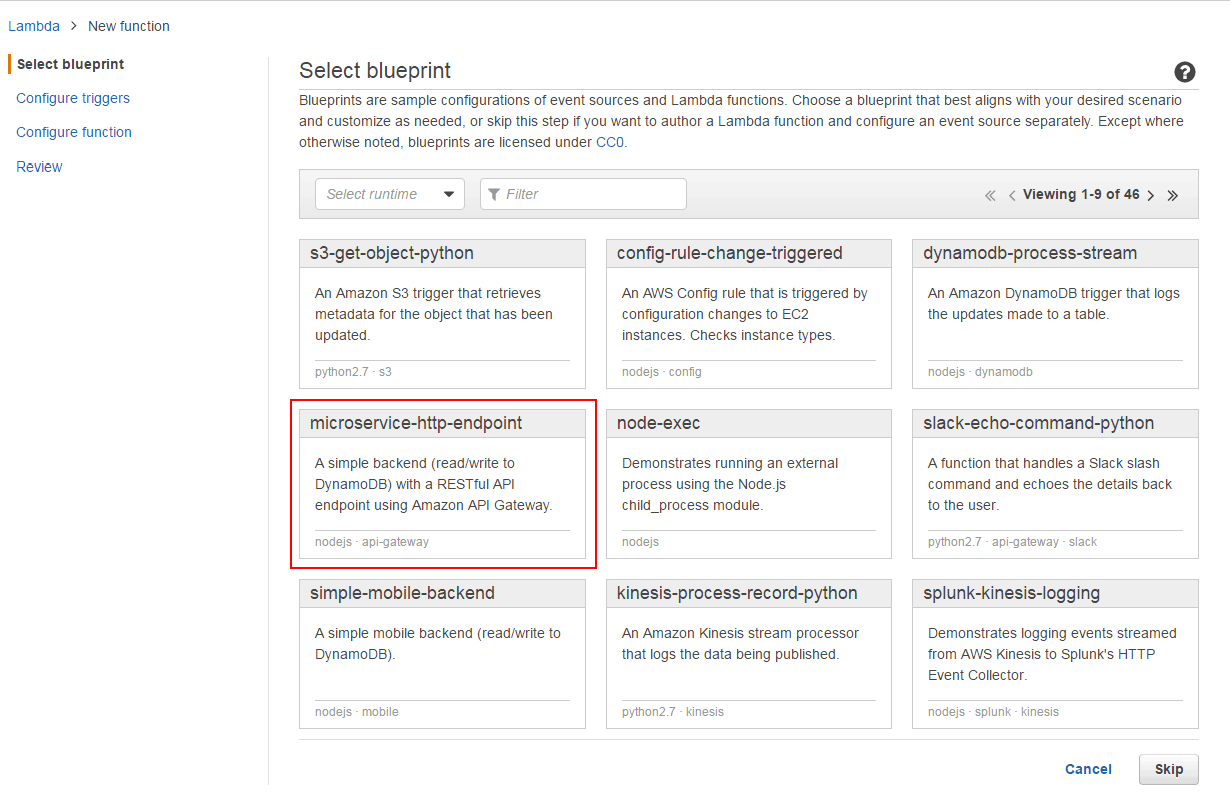 Lambda > New function
Select blueprint
Configure triggers
Configure function
Review
Select blueprint
?
Blueprints are sample configurations of event sources and Lambda functions. Choose a blueprint that best aligns with your desired scenario
and customize as needed, or skip this step if you want to author a Lambda function and configure an event source separately. Except where
otherwise noted, blueprints are licensed under CC0.
Select runtime
Filter
« < Viewing 1-9 of 46 > »
s3-get-object-python
An Amazon S3 trigger that retrieves
metadata for the object that has been
updated.
python2.7 · s3
config-rule-change-triggered
An AWS Config rule that is triggered by
configuration changes to EC2
instances. Checks instance types.
nodejs · config
dynamodb-process-stream
An Amazon DynamoDB trigger that logs
the updates made to a table.
nodejs · dynamodb
microservice-http-endpoint
A simple backend (read/write to
DynamoDB) with a RESTful API
endpoint using Amazon API Gateway.
nodejs · api-gateway
node-exec
Demonstrates running an external
process using the Node.js
child_process module.
nodejs
slack-echo-command-python
A function that handles a Slack slash
command and echoes the details back
to the user.
python2.7 · api-gateway · slack
simple-mobile-backend
A simple mobile backend (read/write to
DynamoDB).
nodejs · mobile
kinesis-process-record-python
An Amazon Kinesis stream processor
that logs the data being published.
python2.7 · kinesis
splunk-kinesis-logging
Demonstrates logging events streamed
from AWS Kinesis to Splunk's HTTP
Event Collector.
nodejs · splunk · kinesis
Cancel
Skip